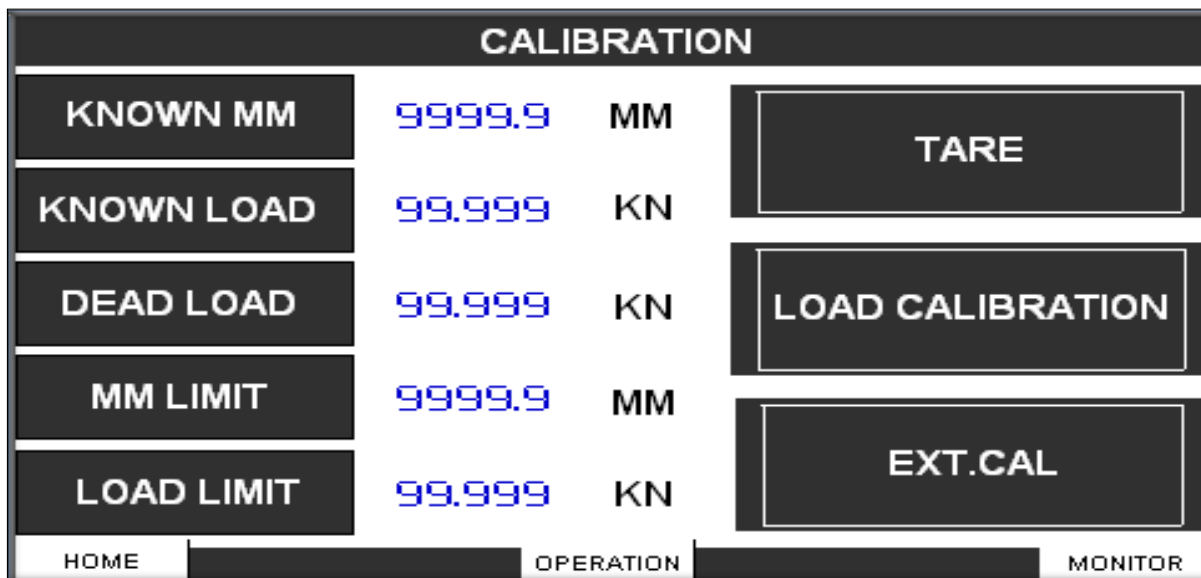 CALIBRATION
KNOWN MM 9999.9 MM
TARE
KNOWN LOAD 99.999 KN
DEAD LOAD 99.999 KN
LOAD CALIBRATION
MM LIMIT 9999.9 MM
EXT.CAL
LOAD LIMIT 99.999 KN
HOME OPERATION MONITOR